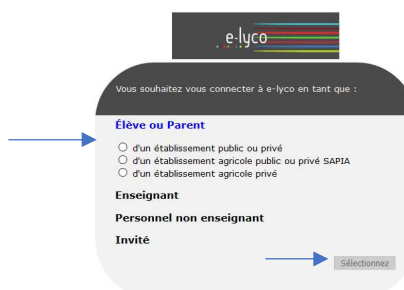 e-lyco
Vous souhaitez vous connecter à e-lyco en tant que :
Élève ou Parent
d'un établissement public ou privé
d'un établissement agricole public ou privé SAPIA
d'un établissement agricole privé
Enseignant
Personnel non enseignant
Invité
Sélectionnez